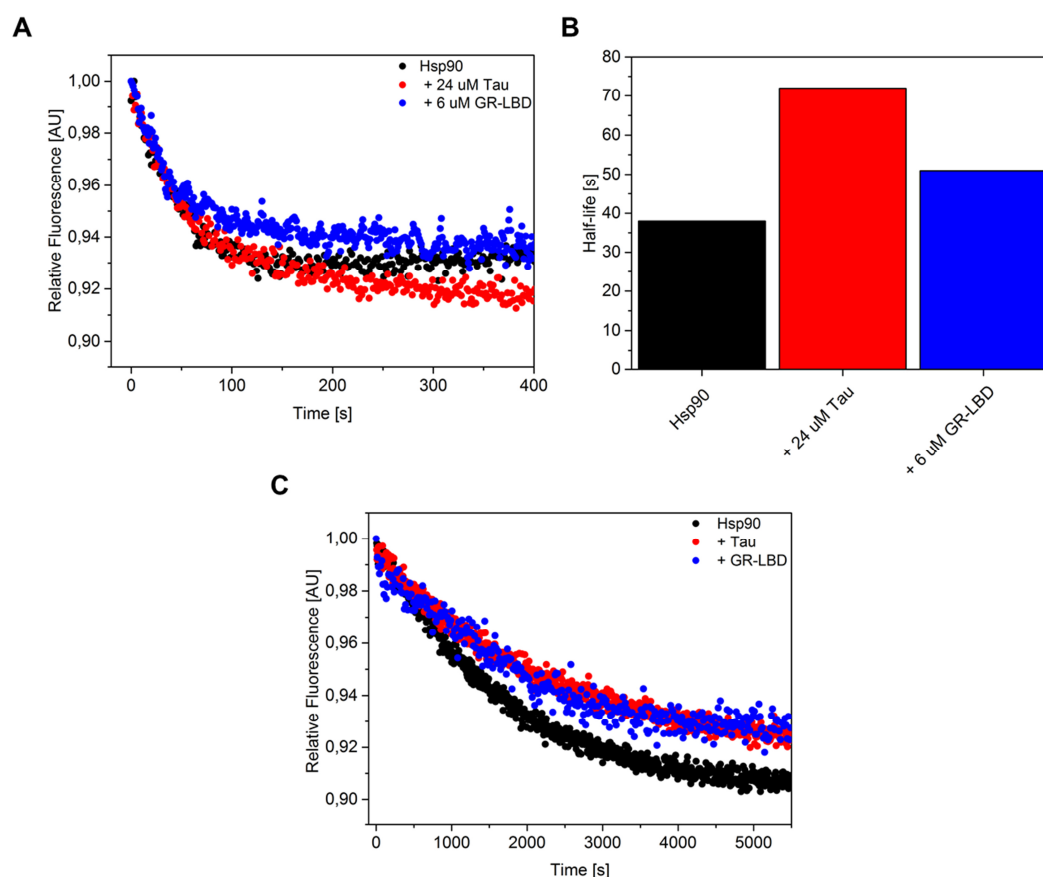 A
Hsp90
+ 24 uM Tau
+ 6 uM GR-LBD
1,00
0,98
0,96
0,94
0,92
0,90
Relative Fluorescence [AU]
0 100 200 300 400
Time [s]
B
80
70
60
50
40
30
20
10
0
Half-life [s]
Hsp90
+ 24 uM Tau
+ 6 uM GR-LBD
C
Hsp90
+ Tau
+ GR-LBD
1,00
0,98
0,96
0,94
0,92
0,90
Relative Fluorescence [AU]
0 1000 2000 3000 4000 5000
Time [s]